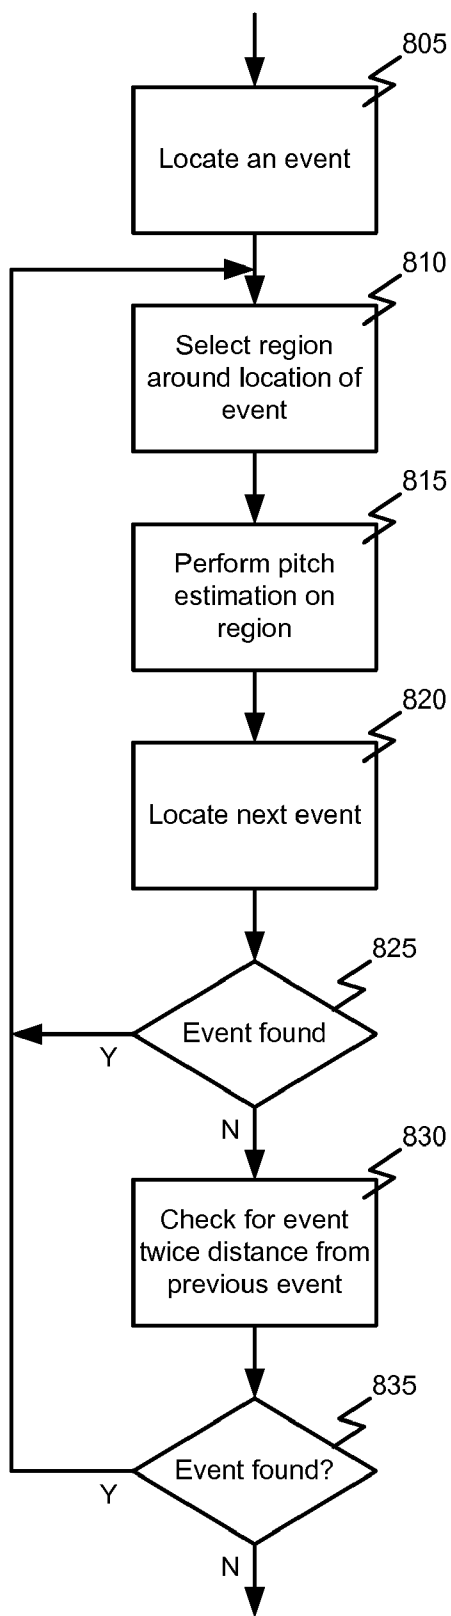 805
Locate an event
810
Select region
around location of
event
815
Perform pitch
estimation on
region
820
Locate next event
825
Event found
Y
N
830
Check for event
twice distance from
previous event
835
Event found?
Y
N